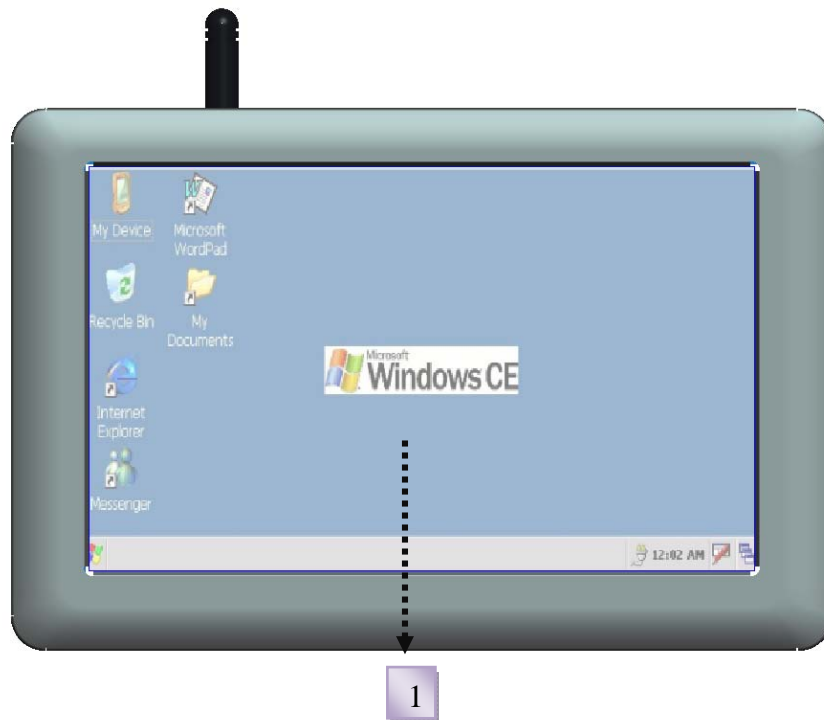 My Device
Microsoft
WordPad
Recycle Bin
My
Documents
Microsoft
Windows CE
Internet
Explorer
Messenger
12:02 AM
1